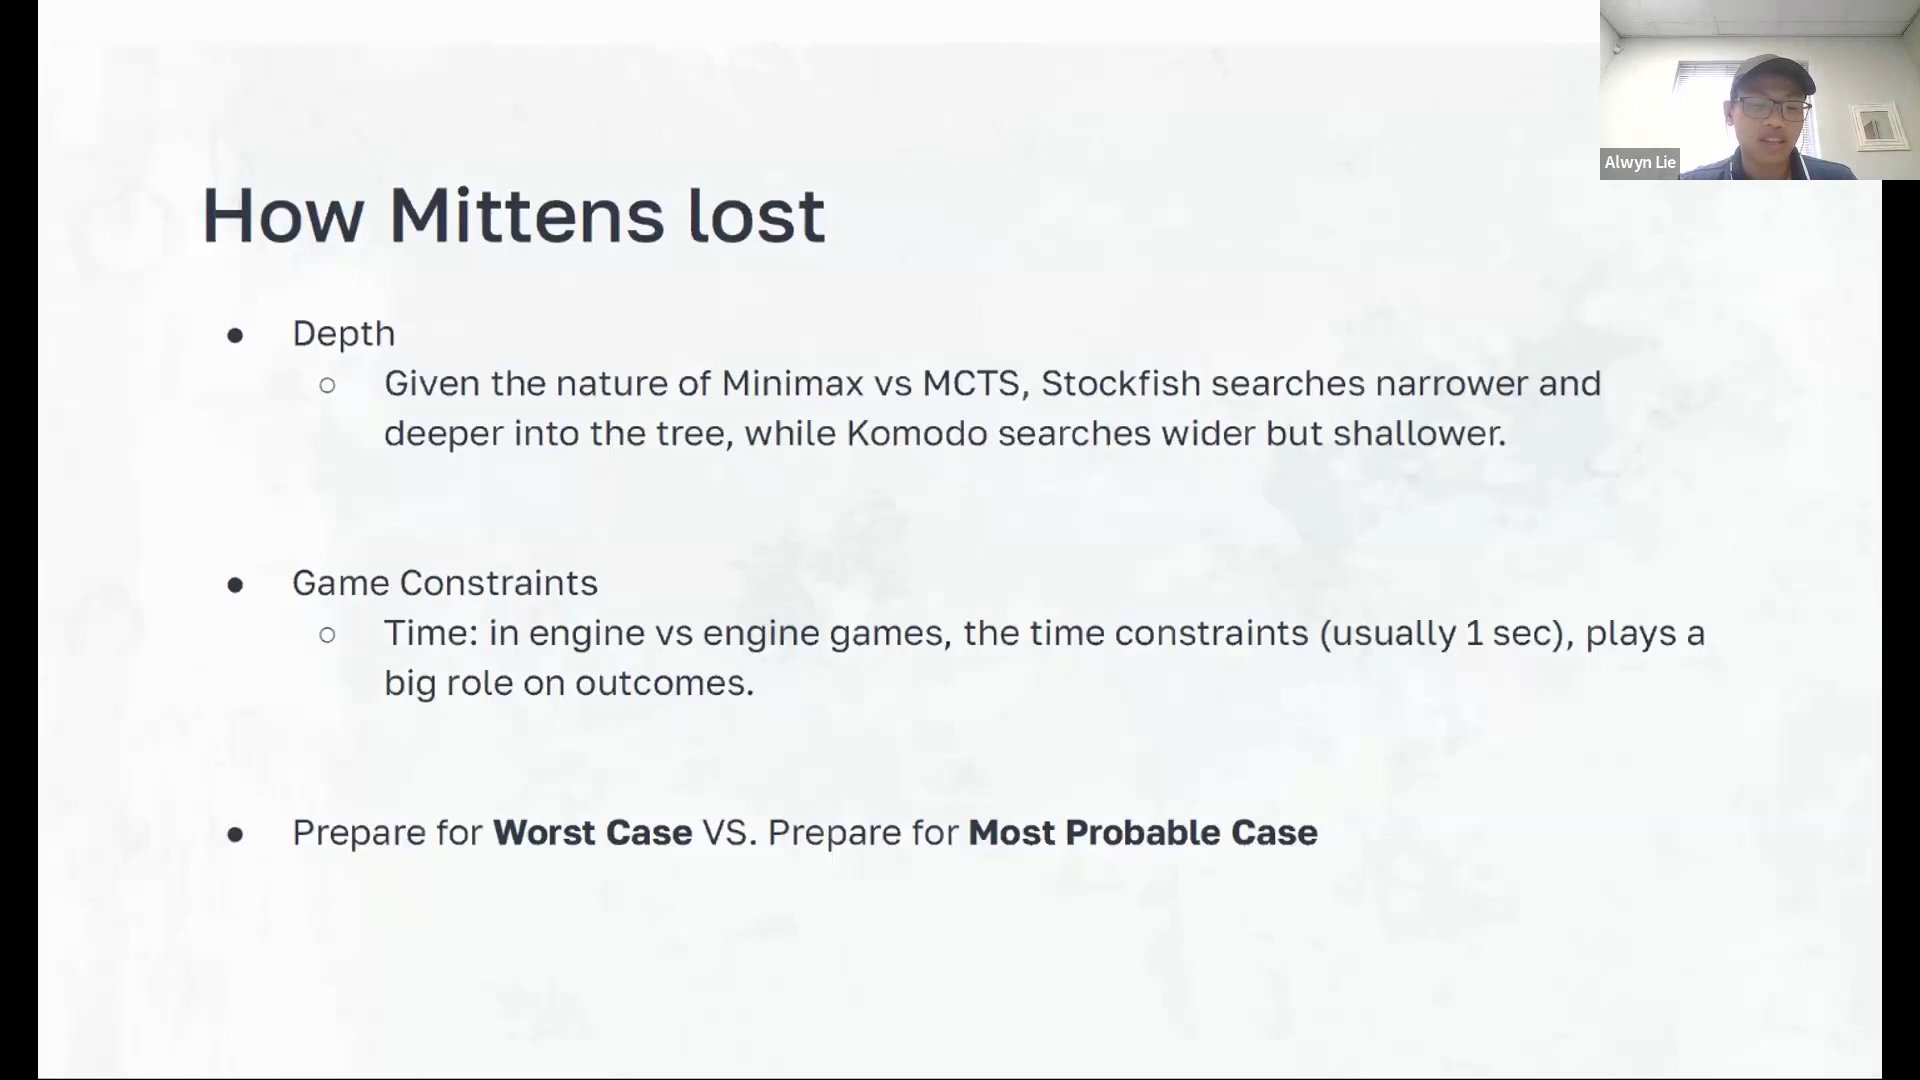 Alwyn Lie
How Mittens lost
● Depth
○ Given the nature of Minimax vs MCTS, Stockfish searches narrower and
deeper into the tree, while Komodo searches wider but shallower.
● Game Constraints
○ Time: in engine vs engine games, the time constraints (usually 1 sec), plays a
big role on outcomes.
● Prepare for Worst Case VS. Prepare for Most Probable Case